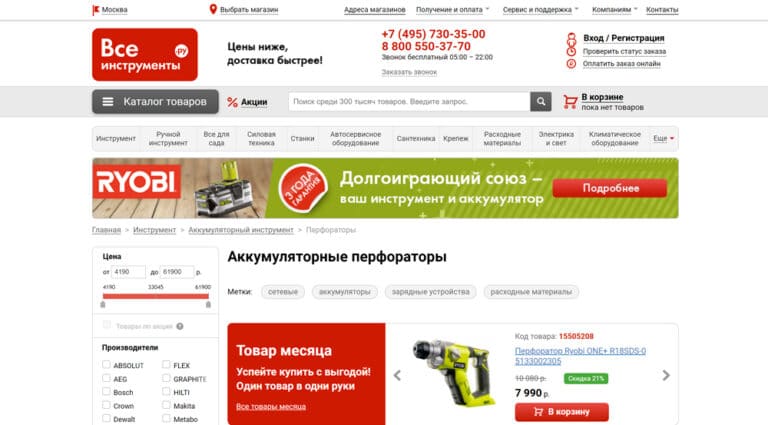 Москва
Выбрать магазин
Адреса магазинов
Получение и оплата
Сервис и поддержка
Компаниям
Контакты
Все
инструменты
.ру
Цены ниже,
доставка быстрее!
+7 (495) 730-35-00
8 800 550-37-70
Звонок бесплатный 05:00 – 22:00
Заказать звонок
Вход / Регистрация
Проверить статус заказа
Оплатить заказ онлайн
Каталог товаров
% Акции
Поиск среди 300 тысяч товаров. Введите запрос.
В корзине
пока нет товаров
Инструмент
Ручной
инструмент
Все для
сада
Силовая
техника
Станки
Автосервисное
оборудование
Сантехника
Крепеж
Расходные
материалы
Электрика
и свет
Климатическое
оборудование
Еще
RYOBI
3 ГОДА
ГАРАНТИЯ
Долгоиграющий союз –
ваш инструмент и аккумулятор
Подробнее
Главная > Инструмент > Аккумуляторный инструмент > Перфораторы
Цена
от 4190 до 61900 р.
4190 33045 61900
Товары по акции ?
Производители
ABSOLUT
FLEX
AEG
GRAPHITE
Bosch
HILTI
Crown
Makita
Dewalt
Metabo
Аккумуляторные перфораторы
Метки:
сетевые
аккумуляторы
зарядные устройства
расходные материалы
Товар месяца
Успейте купить с выгодой!
Один товар в одни руки
Все товары месяца
Код товара: 15505208
Перфоратор Ryobi ONE+ R18SDS-0
5133002305
10 080 р.
Скидка 21%
7 990 р.
В корзину